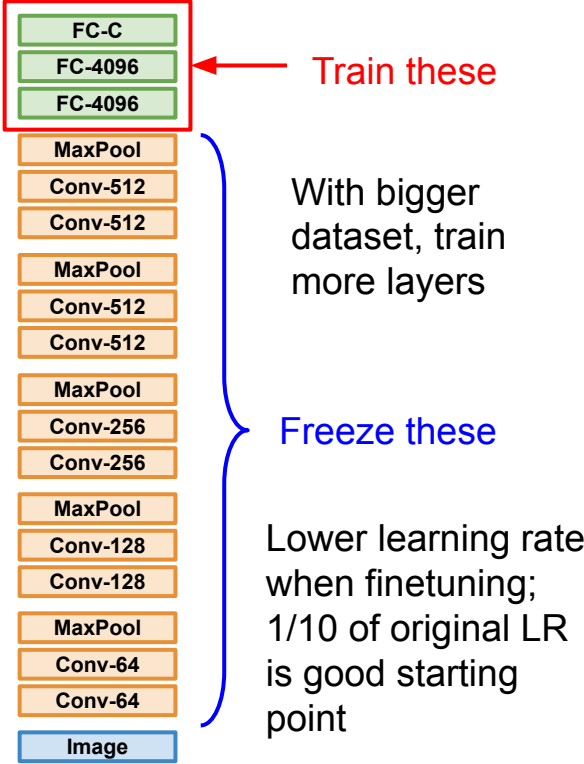 FC-C
FC-4096
FC-4096
Train these
MaxPool
Conv-512
Conv-512
With bigger
dataset, train
more layers
MaxPool
Conv-512
Conv-512
MaxPool
Conv-256
Conv-256
Freeze these
MaxPool
Conv-128
Conv-128
Lower learning rate
when finetuning;
1/10 of original LR
is good starting
point
MaxPool
Conv-64
Conv-64
Image